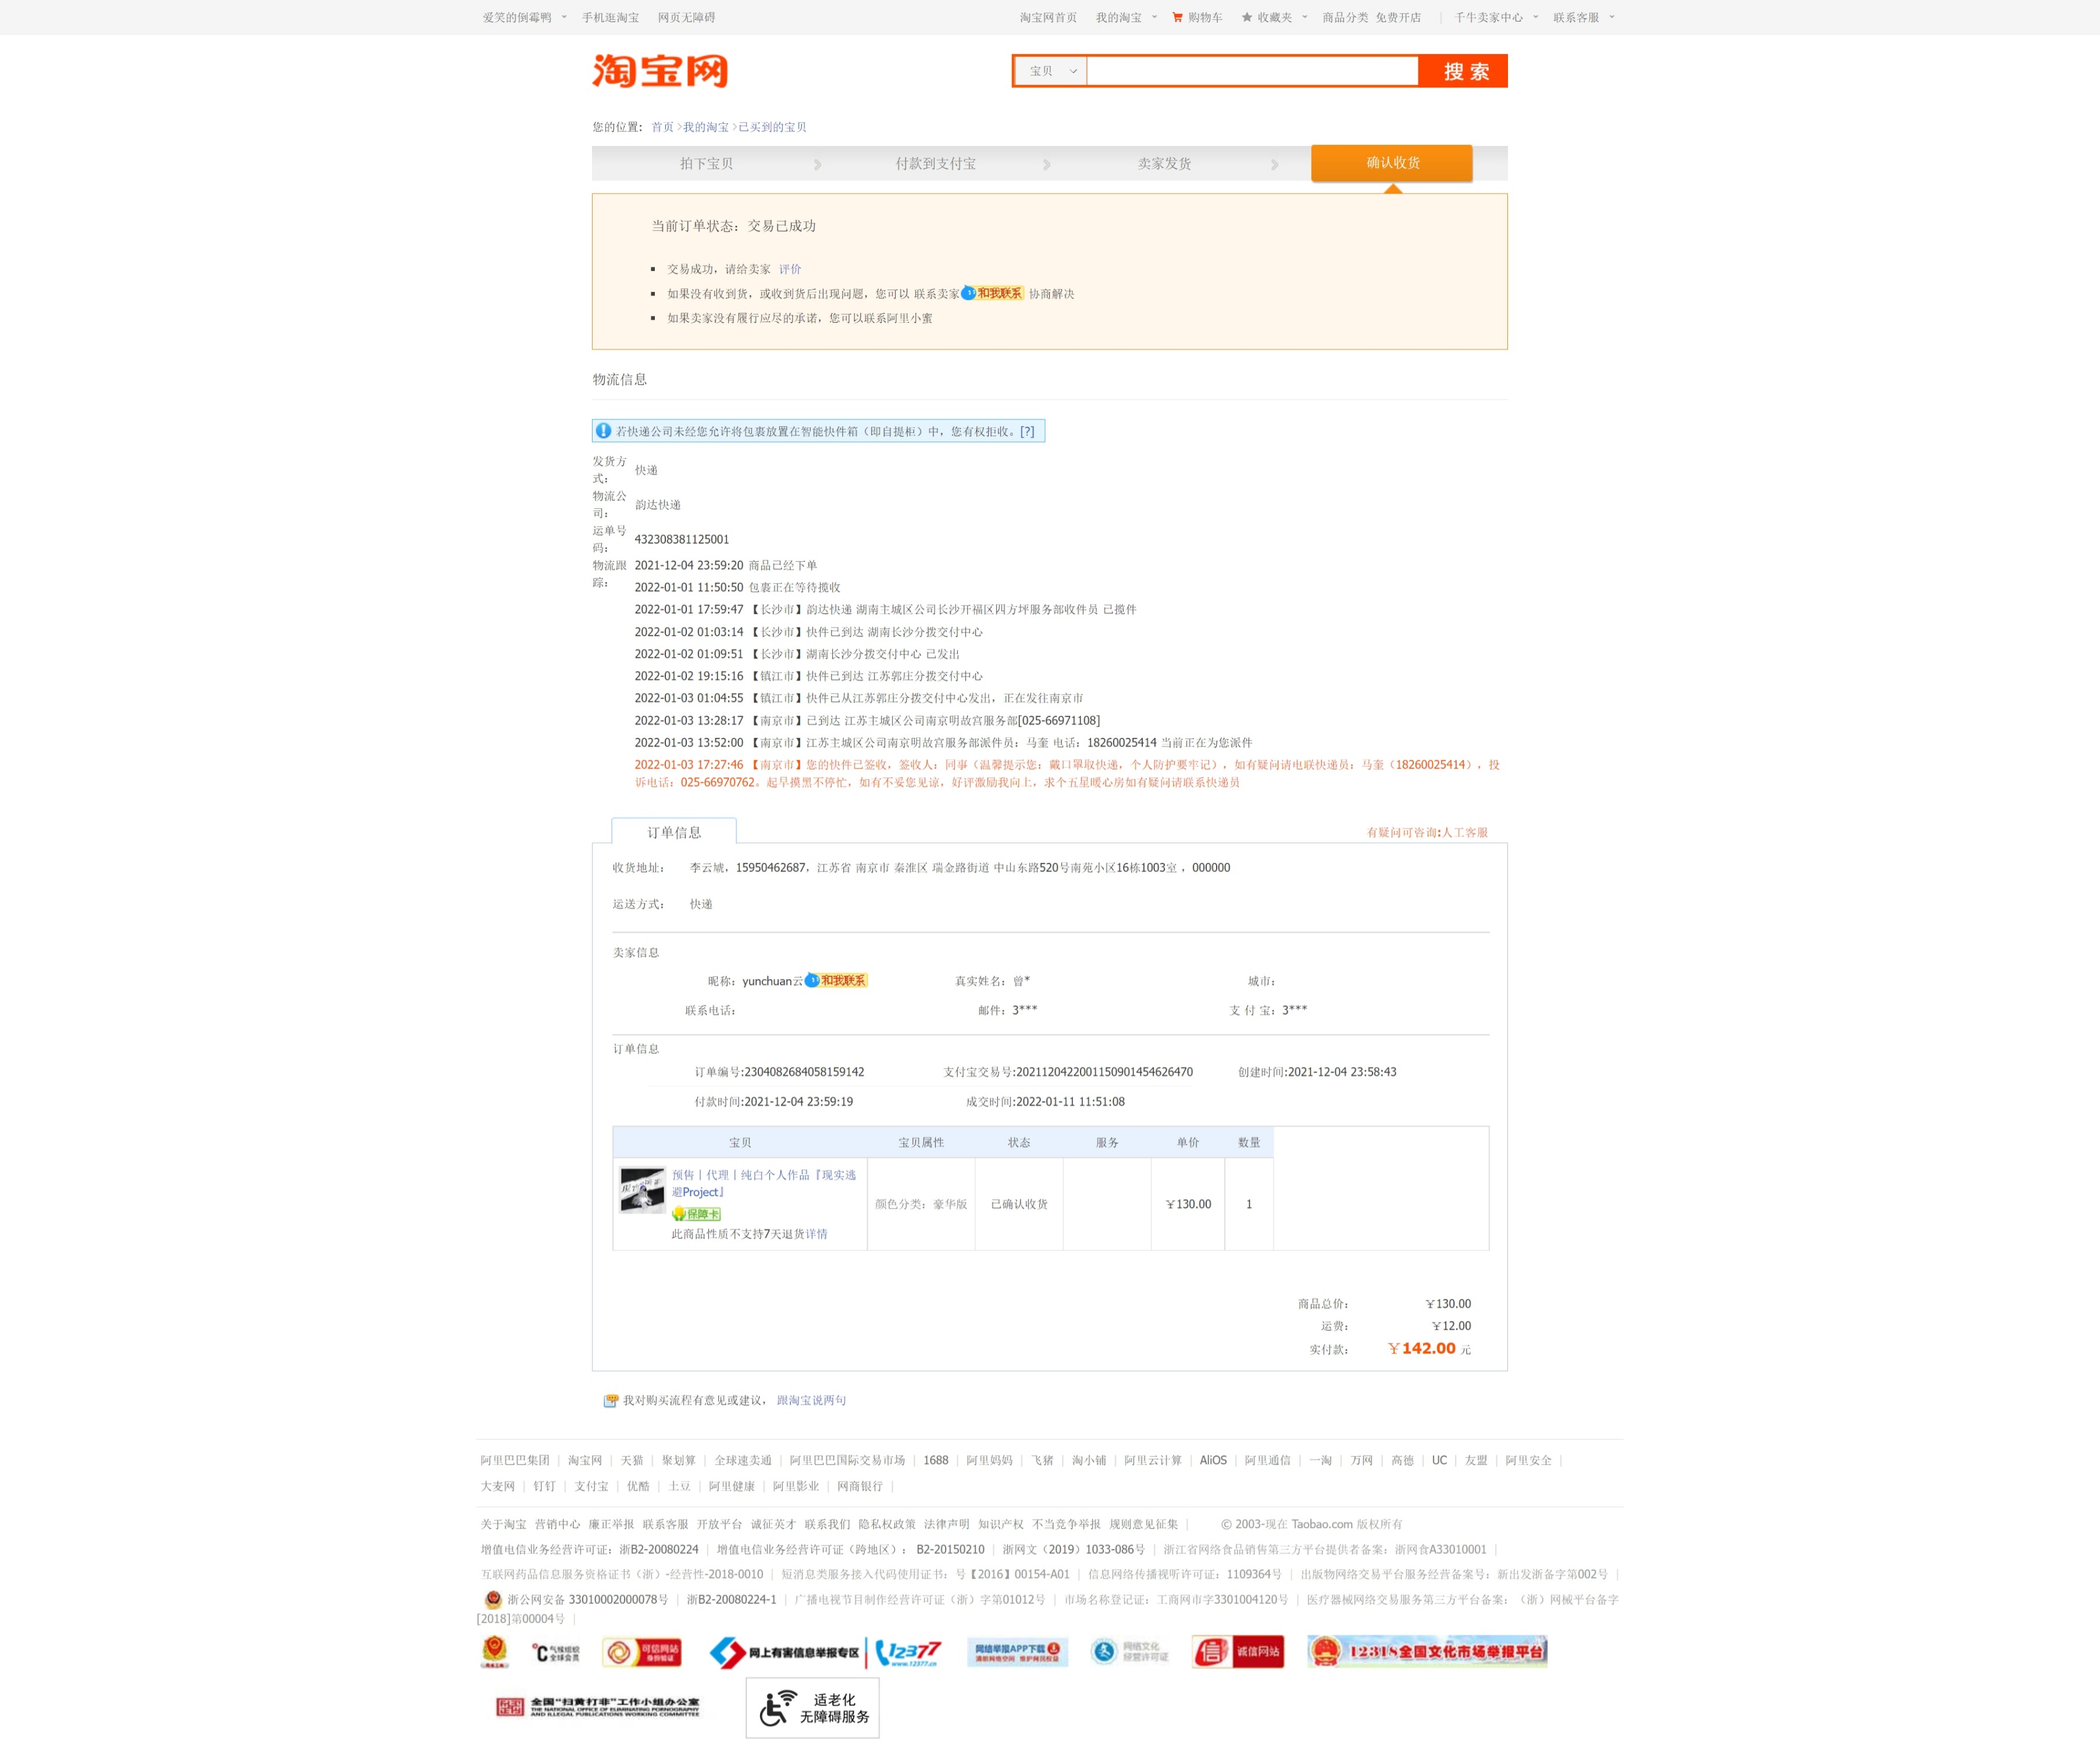 爱笑的倒霉鸭 手机逛淘宝 网页无障碍 淘宝网首页 我的淘宝 购物车 收藏夹 商品分类 免费开店 千牛卖家中心 联系客服
淘宝网 宝贝 搜索
您的位置: 首页 >我的淘宝 >已买到的宝贝
拍下宝贝 付款到支付宝 卖家发货 确认收货
当前订单状态：交易已成功
交易成功，请给卖家 评价
如果没有收到货，或收到货后出现问题，您可以 联系卖家 和我联系 协商解决
如果卖家没有履行应尽的承诺，您可以联系阿里小蜜
物流信息
若快递公司未经您允许将包裹放置在智能快件箱（即自提柜）中，您有权拒收。[?]
发货方式： 快递
物流公司： 韵达快递
运单号码： 432308381125001
物流跟踪： 2021-12-04 23:59:20 商品已经下单
2022-01-01 11:50:50 包裹正在等待揽收
2022-01-01 17:59:47 【长沙市】韵达快递 湖南主城区公司长沙开福区四方坪服务部收件员 已揽件
2022-01-02 01:03:14 【长沙市】快件已到达 湖南长沙分拨交付中心
2022-01-02 01:09:51 【长沙市】湖南长沙分拨交付中心 已发出
2022-01-02 19:15:16 【镇江市】快件已到达 江苏郭庄分拨交付中心
2022-01-03 01:04:55 【镇江市】快件已从江苏郭庄分拨交付中心发出，正在发往南京市
2022-01-03 13:28:17 【南京市】已到达 江苏主城区公司南京明故宫服务部[025-66971108]
2022-01-03 13:52:00 【南京市】江苏主城区公司南京明故宫服务部派件员：马奎 电话：18260025414 当前正在为您派件
2022-01-03 17:27:46 【南京市】您的快件已签收，签收人：同事（温馨提示您：戴口罩取快递，个人防护要牢记），如有疑问请电联快递员：马奎（18260025414），投
诉电话：025-66970762。起早摸黑不停忙，如有不妥您见谅，好评激励我向上，求个五星暖心房如有疑问请联系快递员
订单信息 有疑问可咨询:人工客服
收货地址： 李云虓，15950462687，江苏省 南京市 秦淮区 瑞金路街道 中山东路520号南苑小区16栋1003室 ，000000
运送方式： 快递
卖家信息
昵称：yunchuan云 和我联系 真实姓名：曾* 城市：
联系电话： 邮件：3*** 支 付 宝：3***
订单信息
订单编号:2304082684058159142 支付宝交易号:2021120422001150901454626470 创建时间:2021-12-04 23:58:43
付款时间:2021-12-04 23:59:19 成交时间:2022-01-11 11:51:08
宝贝 宝贝属性 状态 服务 单价 数量
预售丨代理丨纯白个人作品『现实逃
避Project』
保障卡
此商品性质不支持7天退货详情
颜色分类：豪华版 已确认收货 ￥130.00 1
商品总价： ￥130.00
运费： ￥12.00
实付款： ￥142.00 元
我对购买流程有意见或建议， 跟淘宝说两句
阿里巴巴集团 | 淘宝网 | 天猫 | 聚划算 | 全球速卖通 | 阿里巴巴国际交易市场 | 1688 | 阿里妈妈 | 飞猪 | 淘小铺 | 阿里云计算 | AliOS | 阿里通信 | 一淘 | 万网 | 高德 | UC | 友盟 | 阿里安全 |
大麦网 | 钉钉 | 支付宝 | 优酷 | 土豆 | 阿里健康 | 阿里影业 | 网商银行 |
关于淘宝 营销中心 廉正举报 联系客服 开放平台 诚征英才 联系我们 隐私权政策 法律声明 知识产权 不当竞争举报 规则意见征集 | © 2003-现在 Taobao.com 版权所有
增值电信业务经营许可证：浙B2-20080224 | 增值电信业务经营许可证（跨地区）： B2-20150210 | 浙网文（2019）1033-086号 | 浙江省网络食品销售第三方平台提供者备案：浙网食A33010001 |
互联网药品信息服务资格证书（浙）-经营性-2018-0010 | 短消息类服务接入代码使用证书：号【2016】00154-A01 | 信息网络传播视听许可证：1109364号 | 出版物网络交易平台服务经营备案号：新出发浙备字第002号 |
浙公网安备 33010002000078号 | 浙B2-20080224-1 | 广播电视节目制作经营许可证（浙）字第01012号 | 市场名称登记证：工商网市字3301004120号 | 医疗器械网络交易服务第三方平台备案：（浙）网械平台备字
[2018]第00004号 |
°C 气候组织 全球会员 可信网站 身份验证 网上有害信息举报专区 12377 www.12377.cn 网络举报APP下载 清朗网络空间 维护网民权益 网络文化 经营许可证 信 诚信网站 12318全国文化市场举报平台
全国“扫黄打非”工作小组办公室
THE NATIONAL OFFICE OF ELIMINATING PORNOGRAPHY
AND ILLEGAL PUBLICATIONS WORKING COMMITTEE
适老化
无障碍服务